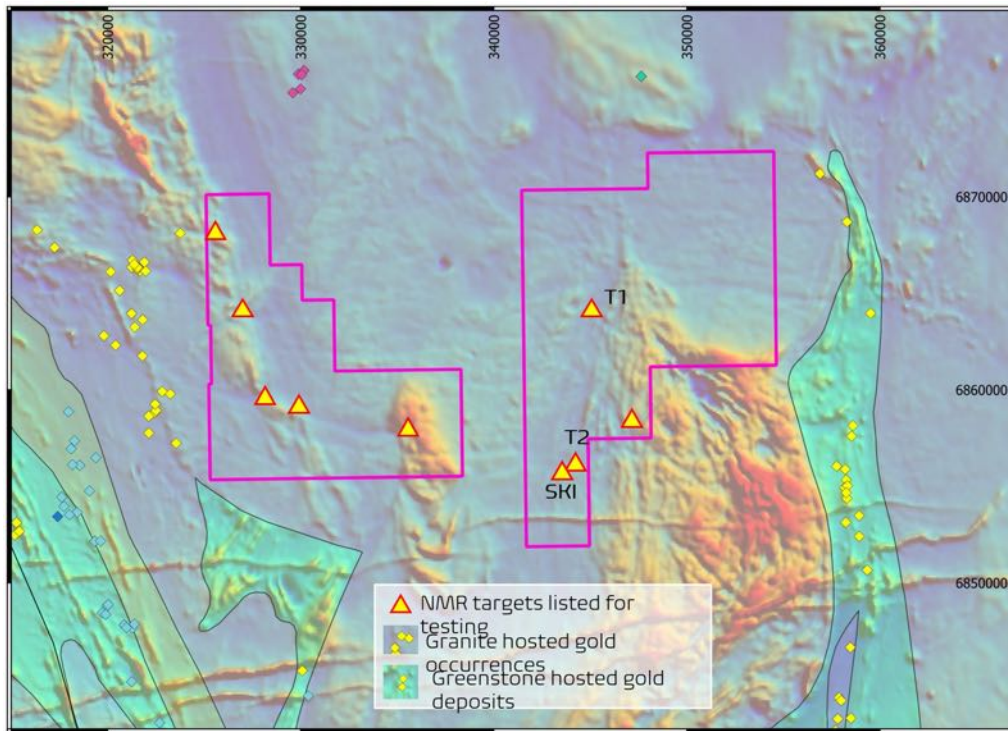 320000
330000
340000
350000
360000
6870000
T1
6860000
T2
SKI
6850000
NMR targets listed for
testing
Granite hosted gold
occurrences
Greenstone hosted gold
deposits